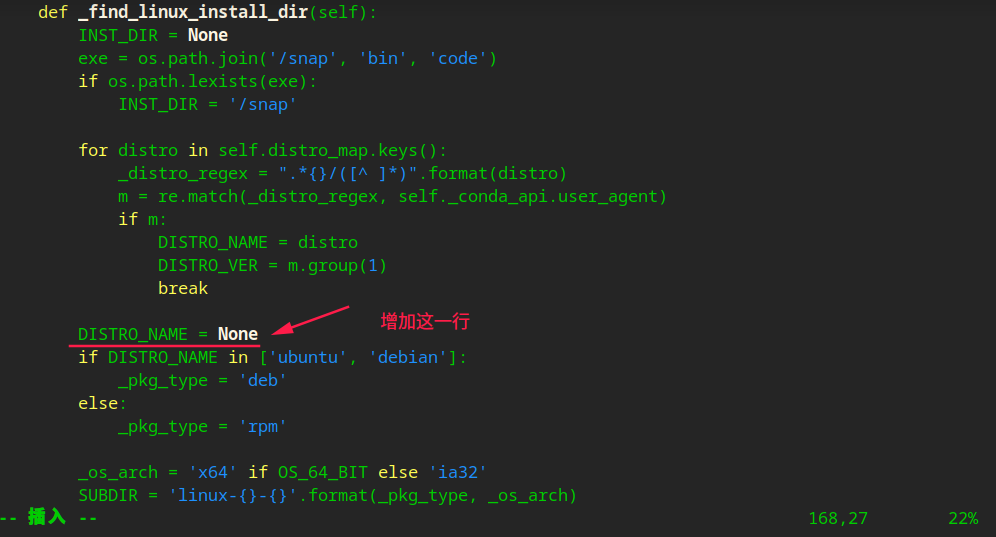 def _find_linux_install_dir(self):
    INST_DIR = None
    exe = os.path.join('/snap', 'bin', 'code')
    if os.path.lexists(exe):
        INST_DIR = '/snap'
    for distro in self.distro_map.keys():
        _distro_regex = ".*{}/([^ ]*)".format(distro)
        m = re.match(_distro_regex, self._conda_api.user_agent)
        if m:
            DISTRO_NAME = distro
            DISTRO_VER = m.group(1)
            break
    DISTRO_NAME = None 增加这一行
    if DISTRO_NAME in ['ubuntu', 'debian']:
        _pkg_type = 'deb'
    else:
        _pkg_type = 'rpm'
    _os_arch = 'x64' if OS_64_BIT else 'ia32'
    SUBDIR = 'linux-{}-{}'.format(_pkg_type, _os_arch)
-- 插入 -- 168,27 22%